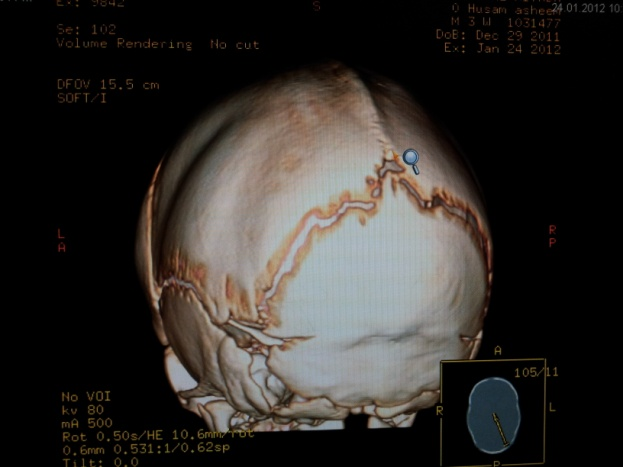 Ex: 9842
Se: 102
Volume Rendering No cut
DFOV 15.5 cm
SOFT/I
S
24.01.2012 10:
O Husam asheem
M 3 W 1031477
DoB: Dec 29 2011
Ex: Jan 24 2012
L
A
R
P
No VOI
kv 80
mA 500
Rot 0.50s/HE 10.6mm/rot
0.6mm 0.531:1/0.62sp
Tilt: 0.0
A
105/11
R
L
P